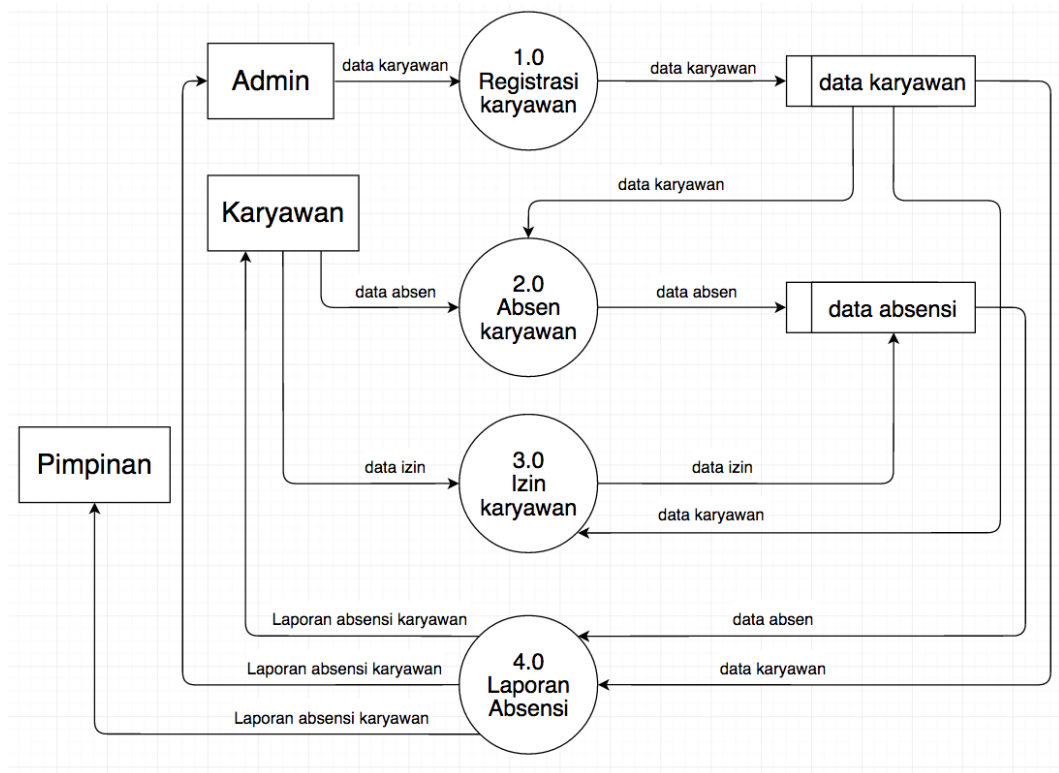 Admin
data karyawan
1.0
Registrasi
karyawan
data karyawan
data karyawan
data karyawan
Karyawan
data absen
2.0
Absen
karyawan
data absen
data absensi
Pimpinan
data izin
3.0
Izin
karyawan
data izin
data karyawan
Laporan absensi karyawan
data absen
4.0
Laporan
Absensi
Laporan absensi karyawan
data karyawan
Laporan absensi karyawan